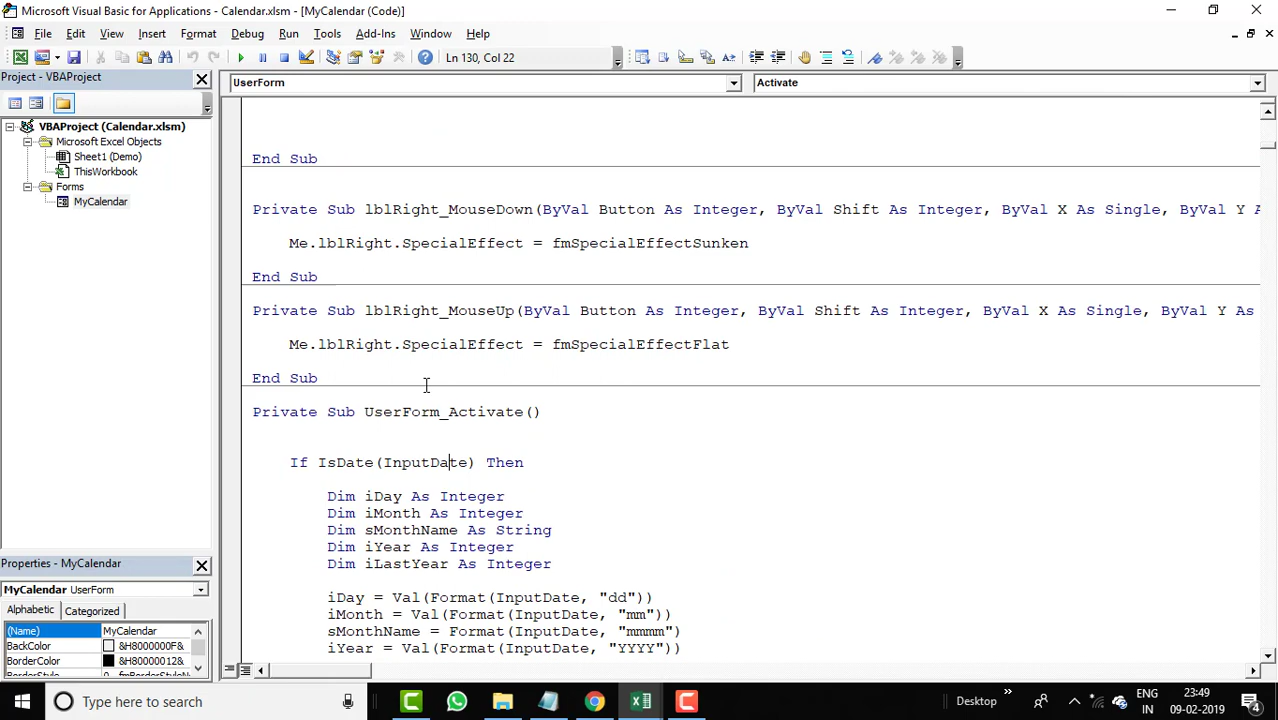 Microsoft Visual Basic for Applications - Calendar.xlsm - [MyCalendar (Code)]
File Edit View Insert Format Debug Run Tools Add-Ins Window Help
Ln 130, Col 22
Project - VBAProject
UserForm
Activate
VBAProject (Calendar.xlsm)
Microsoft Excel Objects
Sheet1 (Demo)
ThisWorkbook
Forms
MyCalendar
End Sub
Private Sub lblRight_MouseDown(ByVal Button As Integer, ByVal Shift As Integer, ByVal X As Single, ByVal Y A
Me.lblRight.SpecialEffect = fmSpecialEffectSunken
End Sub
Private Sub lblRight_MouseUp(ByVal Button As Integer, ByVal Shift As Integer, ByVal X As Single, ByVal Y As
Me.lblRight.SpecialEffect = fmSpecialEffectFlat
End Sub
Private Sub UserForm_Activate()
If IsDate(InputDate) Then
Dim iDay As Integer
Dim iMonth As Integer
Dim sMonthName As String
Dim iYear As Integer
Dim iLastYear As Integer
iDay = Val(Format(InputDate, "dd"))
iMonth = Val(Format(InputDate, "mm"))
sMonthName = Format(InputDate, "mmmm")
iYear = Val(Format(InputDate, "YYYY"))
Properties - MyCalendar
MyCalendar UserForm
Alphabetic Categorized
(Name) MyCalendar
BackColor &H8000000F&
BorderColor &H80000012&
Type here to search
Desktop
ENG
IN
23:49
09-02-2019
4